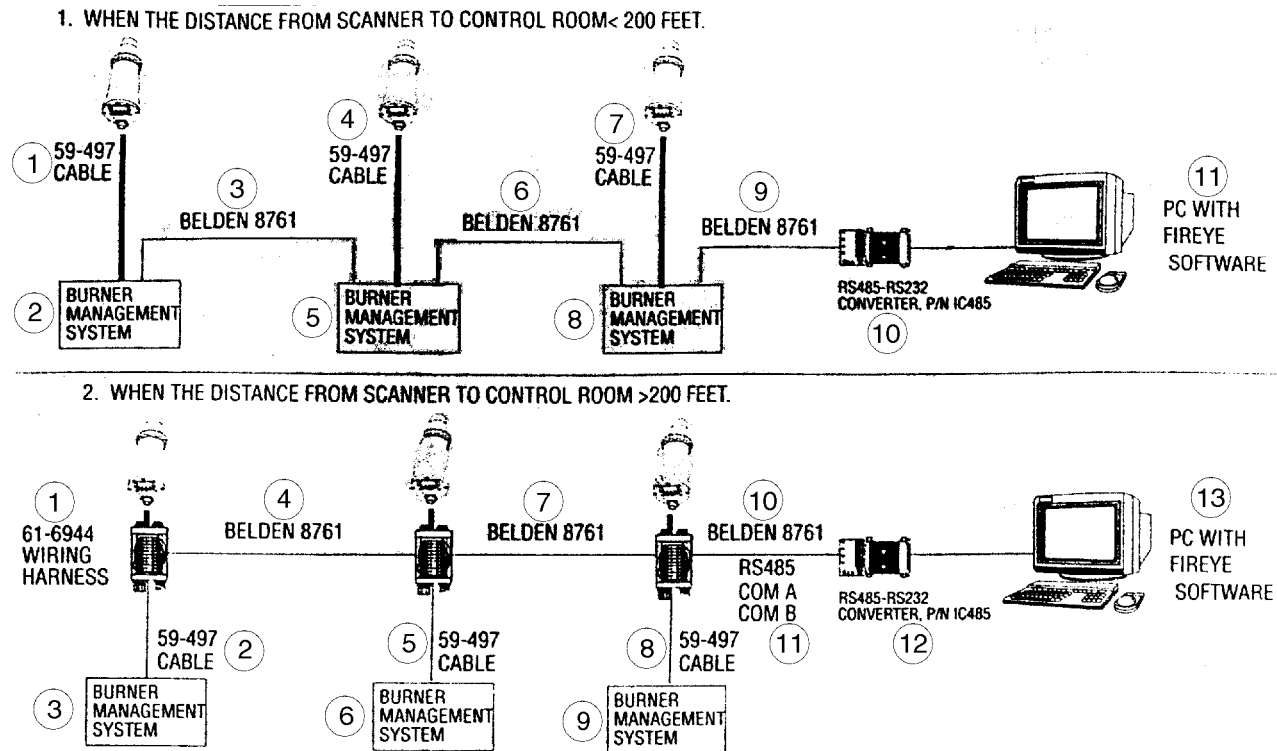 1. WHEN THE DISTANCE FROM SCANNER TO CONTROL ROOM< 200 FEET.
1
59-497
CABLE
2
BURNER
MANAGEMENT
SYSTEM
3
BELDEN 8761
4
59-497
CABLE
5
BURNER
MANAGEMENT
SYSTEM
6
BELDEN 8761
7
59-497
CABLE
8
BURNER
MANAGEMENT
SYSTEM
9
BELDEN 8761
RS485-RS232
CONVERTER, P/N IC485
10
11
PC WITH
FIREYE
SOFTWARE
2. WHEN THE DISTANCE FROM SCANNER TO CONTROL ROOM >200 FEET.
1
61-6944
WIRING
HARNESS
59-497
CABLE
2
3
BURNER
MANAGEMENT
SYSTEM
4
BELDEN 8761
5
59-497
CABLE
6
BURNER
MANAGEMENT
SYSTEM
7
BELDEN 8761
8
59-497
CABLE
9
BURNER
MANAGEMENT
SYSTEM
10
BELDEN 8761
RS485
COM A
COM B
11
RS485-RS232
CONVERTER, P/N IC485
12
13
PC WITH
FIREYE
SOFTWARE